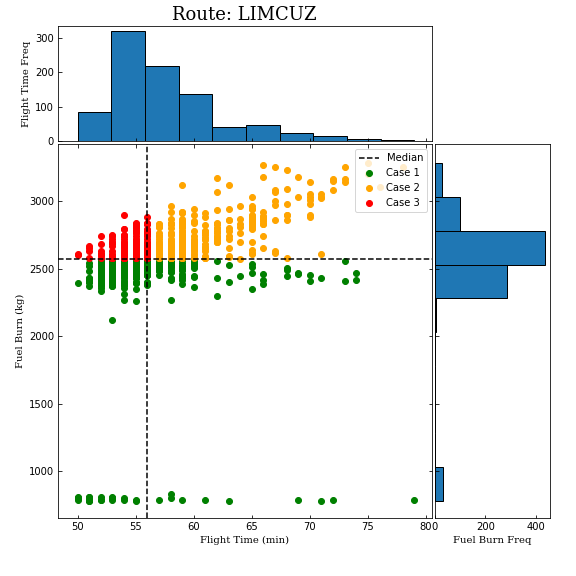 Route: LIMCUZ
Flight Time Freq
300
200
100
0
Median
Case 1
Case 2
Case 3
Fuel Burn (kg)
3000
2500
2000
1500
1000
50 55 60 65 70 75 80
Flight Time (min)
0 200 400
Fuel Burn Freq